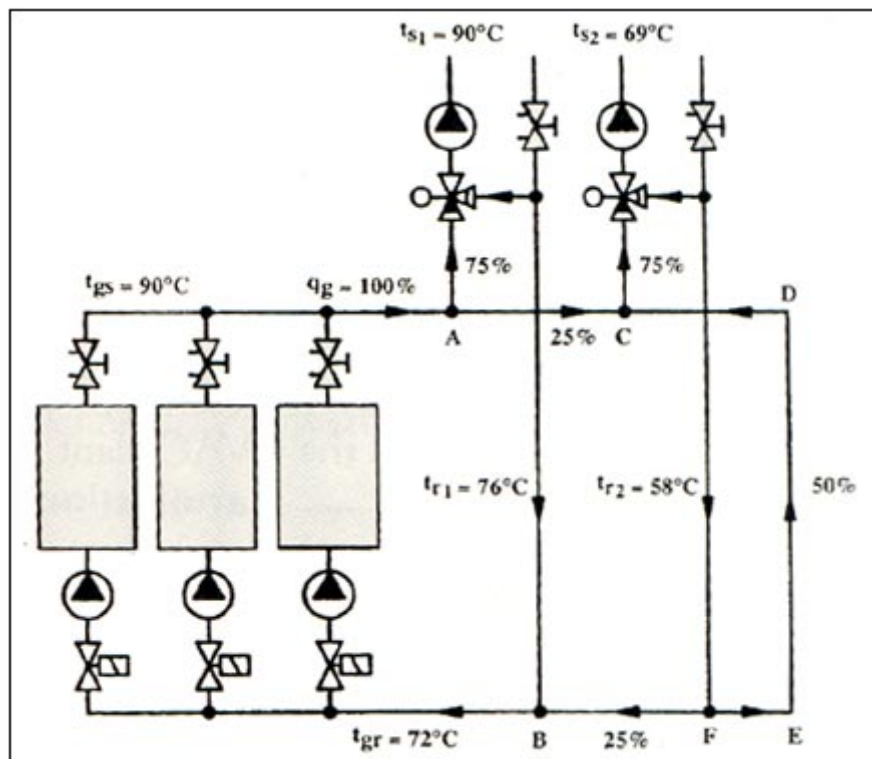 ts1 = 90°C ts2 = 69°C
75% 75%
tgs = 90°C qg = 100%
D
A 25% C
tr1 = 76°C tr2 = 58°C 50%
tgr = 72°C B 25% F E